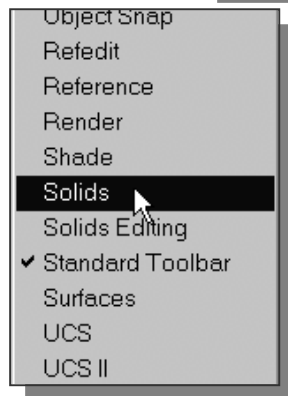 Object Snap
Refedit
Reference
Render
Shade
Solids
Solids Editing
Standard Toolbar
Surfaces
UCS
UCS II